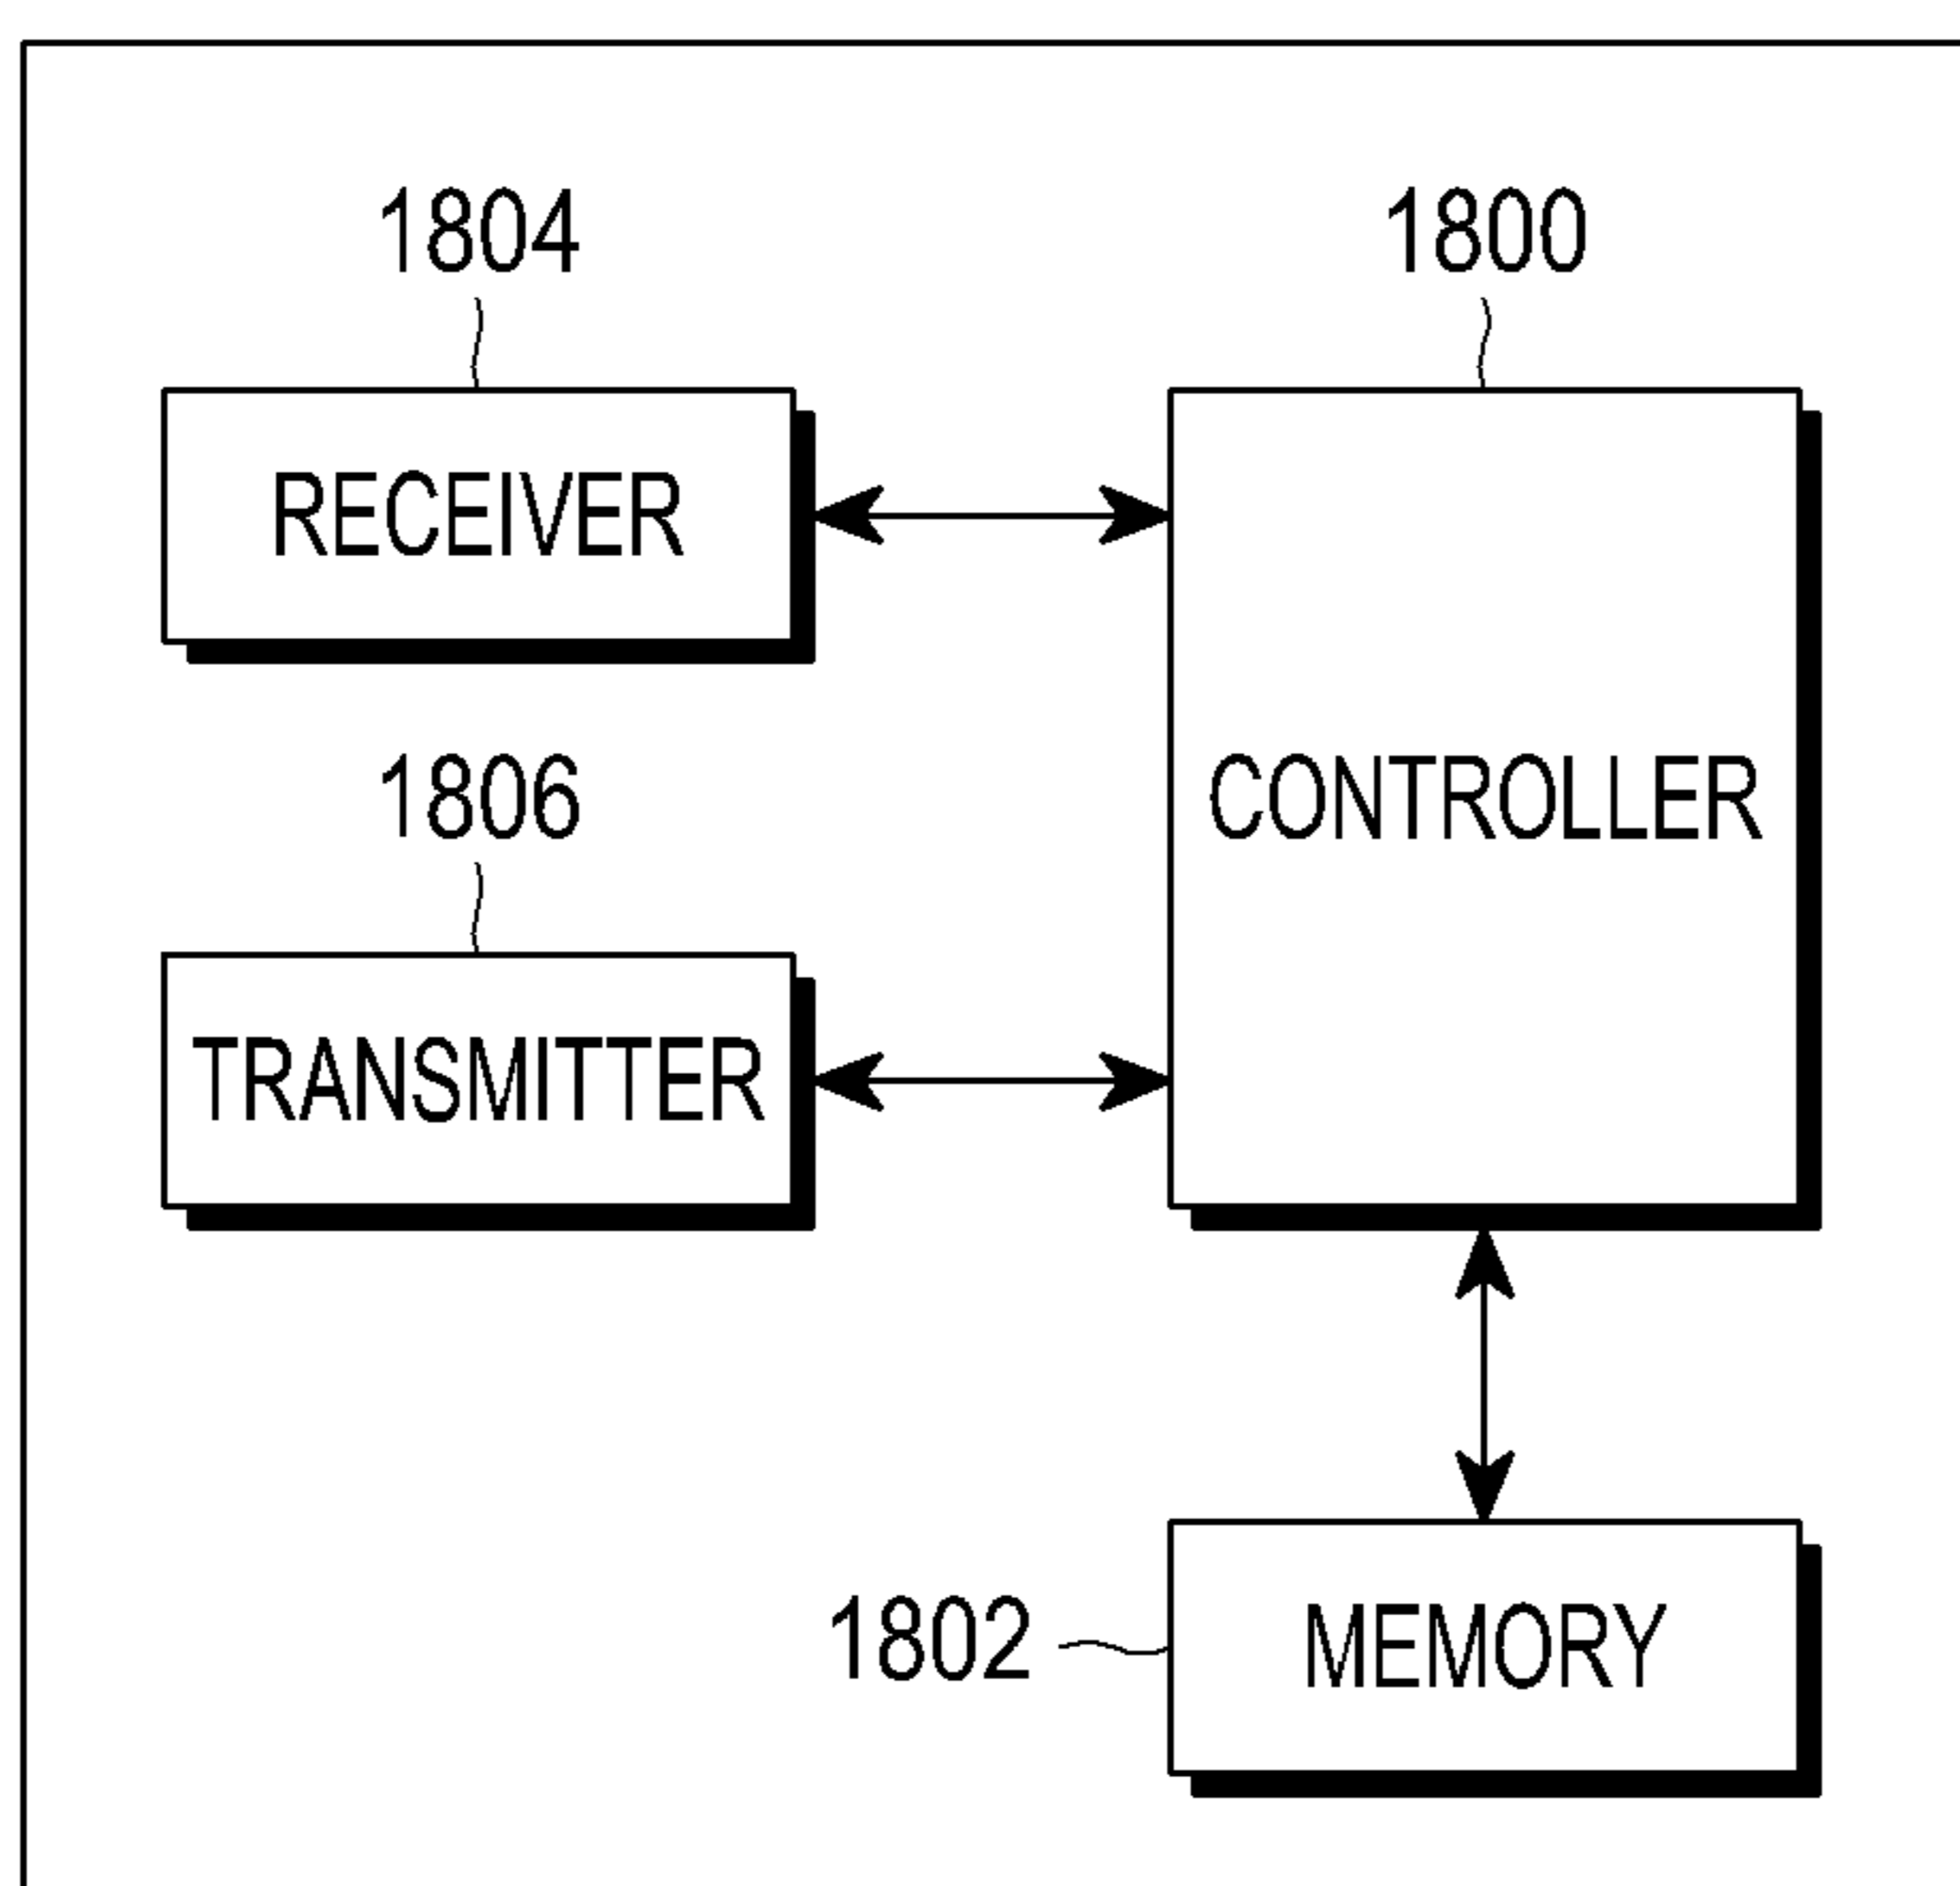 1804
1800
RECEIVER
CONTROLLER
1806
TRANSMITTER
1802
MEMORY